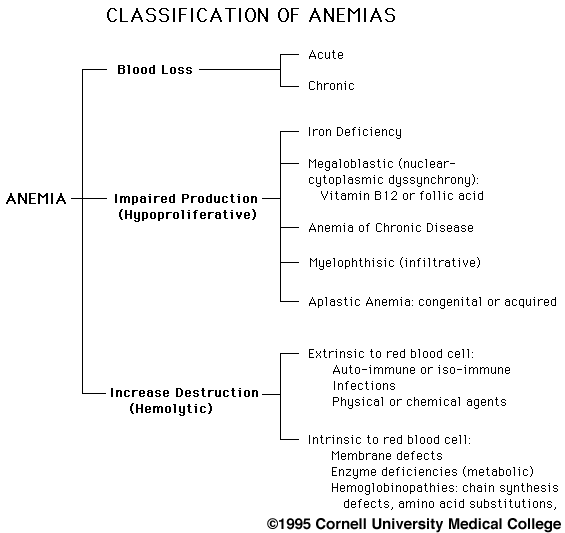 CLASSIFICATION OF ANEMIAS
Acute
Blood Loss
Chronic
Iron Deficiency
Megaloblastic (nuclear-
cytoplasmic dyssynchrony):
Vitamin B12 or follic acid
ANEMIA
Impaired Production
(Hypoproliferative)
Anemia of Chronic Disease
Myelophthisic (infiltrative)
Aplastic Anemia: congenital or acquired
Extrinsic to red blood cell:
Auto-immune or iso-immune
Infections
Physical or chemical agents
Increase Destruction
(Hemolytic)
Intrinsic to red blood cell:
Membrane defects
Enzyme deficiencies (metabolic)
Hemoglobinopathies: chain synthesis
defects, amino acid substitutions,
©1995 Cornell University Medical College